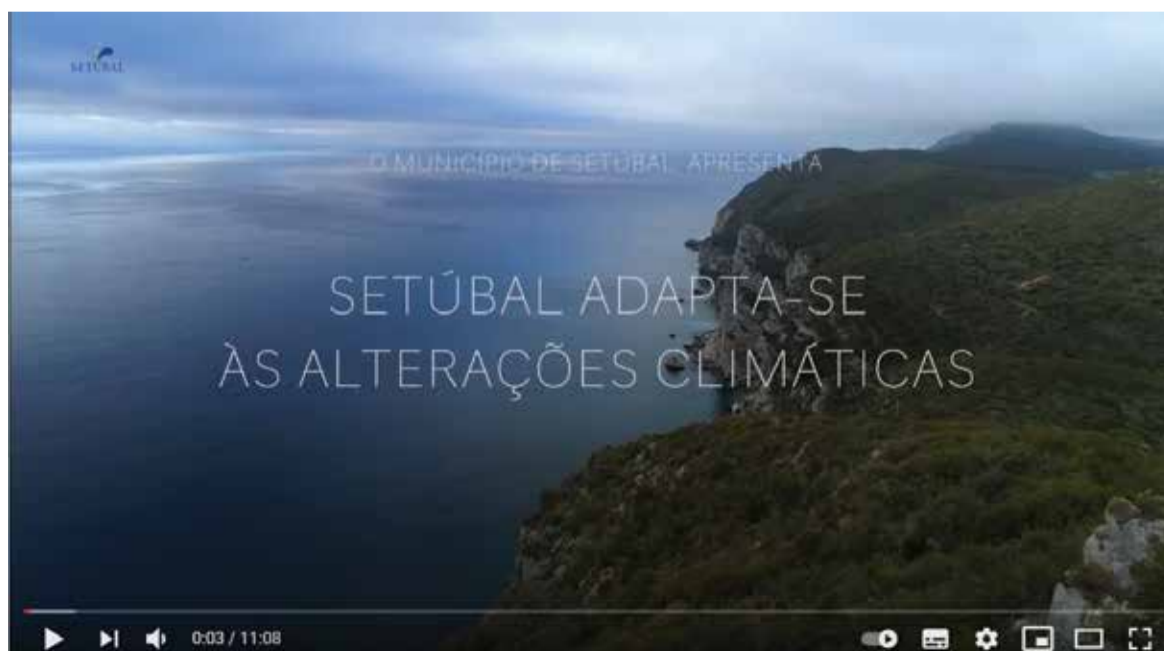 SETÚBAL
O MUNICÍPIO DE SETÚBAL APRESENTA
SETÚBAL ADAPTA-SE
ÀS ALTERAÇÕES CLIMÁTICAS
0:03 / 11:08